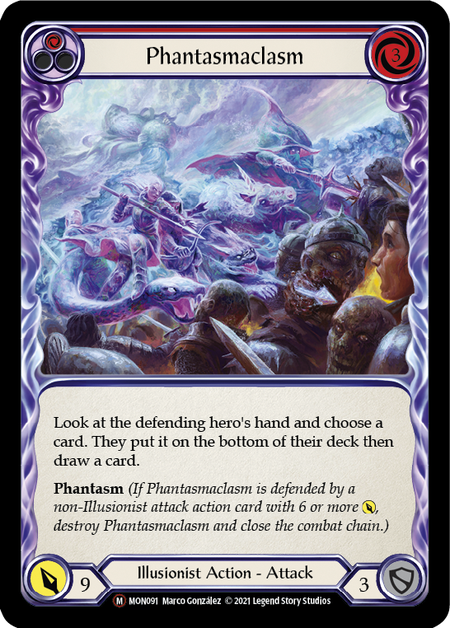 Phantasmaclasm
3
Look at the defending hero's hand and choose a
card. They put it on the bottom of their deck then
draw a card.
Phantasm (If Phantasmaclasm is defended by a
non-Illusionist attack action card with 6 or more ,
destroy Phantasmaclasm and close the combat chain.)
9
Illusionist Action - Attack
3
M MON091 Marco González © 2021 Legend Story Studios